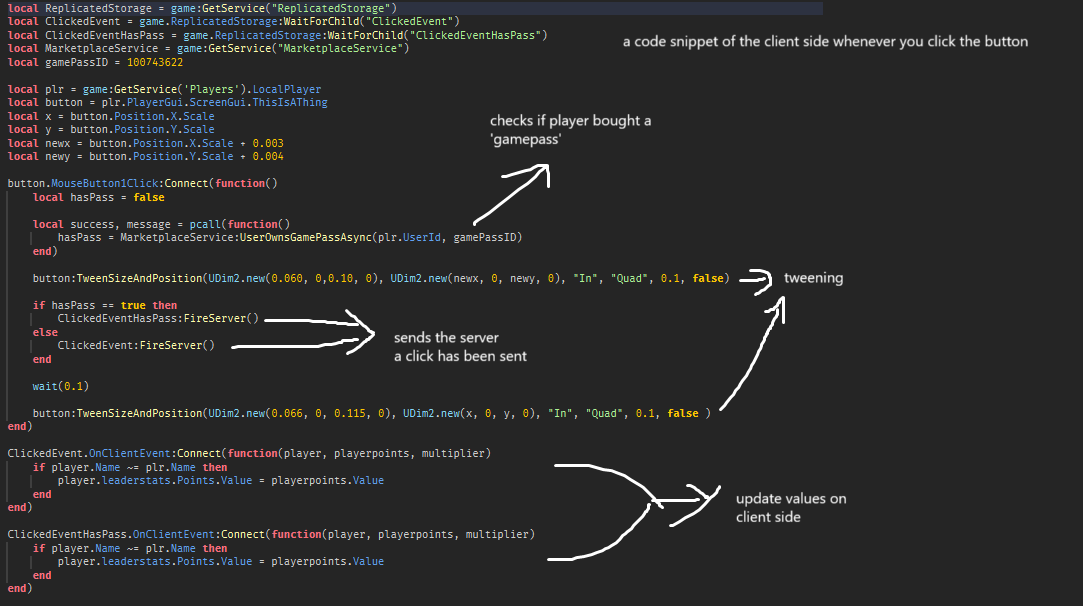 local ReplicatedStorage = game:GetService("ReplicatedStorage")
local ClickedEvent = game.ReplicatedStorage:WaitForChild("ClickedEvent")
local ClickedEventHasPass = game.ReplicatedStorage:WaitForChild("ClickedEventHasPass")
local MarketplaceService = game:GetService("MarketplaceService")
local gamePassID = 100743622
a code snippet of the client side whenever you click the button
local plr = game:GetService('Players').LocalPlayer
local button = plr.PlayerGui.ScreenGui.ThisIsAThing
local x = button.Position.X.Scale
local y = button.Position.Y.Scale
local newx = button.Position.X.Scale + 0.003
local newy = button.Position.Y.Scale + 0.004
checks if player bought a
'gamepass'
button.MouseButton1Click:Connect(function()
local hasPass = false
local success, message = pcall(function()
hasPass = MarketplaceService:UserOwnsGamePassAsync(plr.UserId, gamePassID)
end)
button:TweenSizeAndPosition(UDim2.new(0.060, 0,0.10, 0), UDim2.new(newx, 0, newy, 0), "In", "Quad", 0.1, false)
tweening
if hasPass == true then
ClickedEventHasPass:FireServer()
else
ClickedEvent:FireServer()
end
sends the server
a click has been sent
wait(0.1)
button:TweenSizeAndPosition(UDim2.new(0.066, 0, 0.115, 0), UDim2.new(x, 0, y, 0), "In", "Quad", 0.1, false )
end)
ClickedEvent.OnClientEvent:Connect(function(player, playerpoints, multiplier)
if player.Name ~= plr.Name then
player.leaderstats.Points.Value = playerpoints.Value
end
end)
update values on
client side
ClickedEventHasPass.OnClientEvent:Connect(function(player, playerpoints, multiplier)
if player.Name ~= plr.Name then
player.leaderstats.Points.Value = playerpoints.Value
end
end)